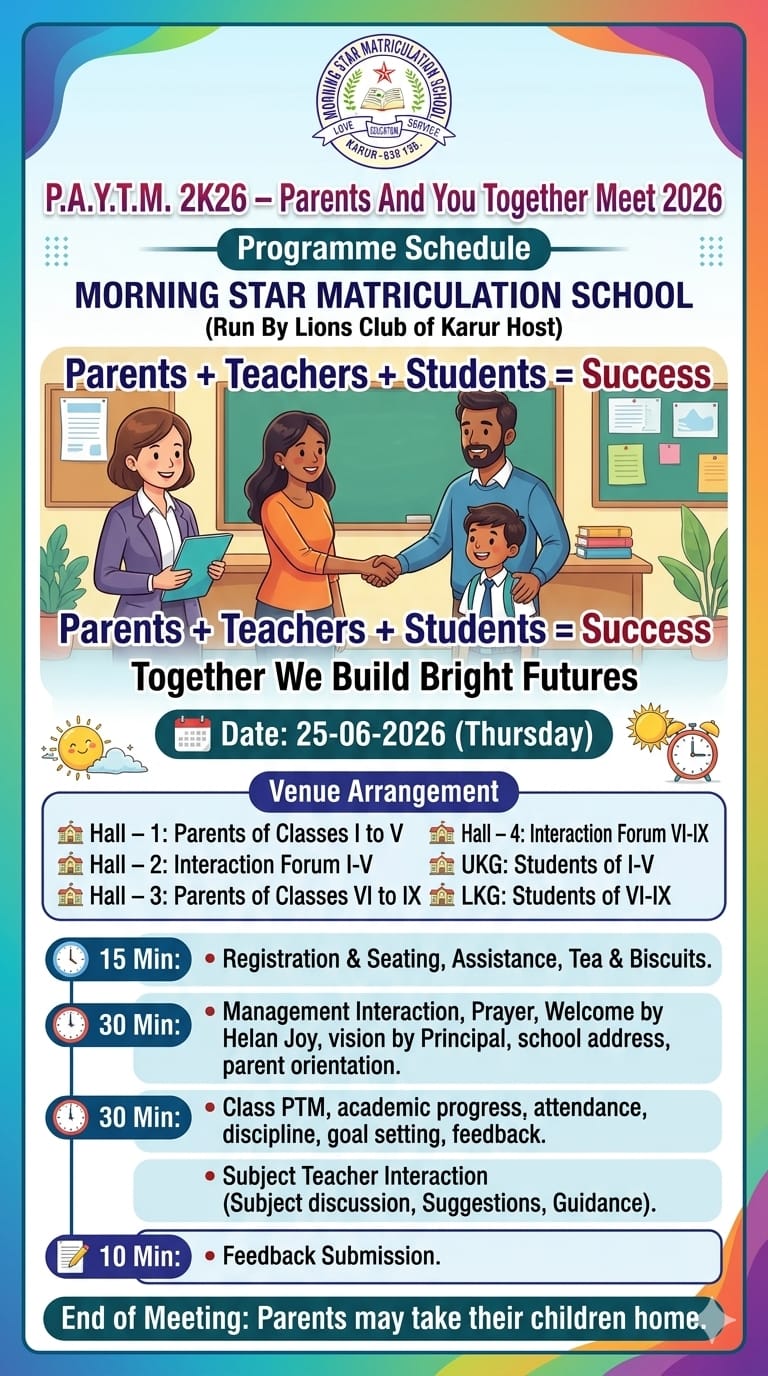 MORNING STAR MATRICULATION SCHOOL
LOVE EDUCATION SERVICE
KARUR-639 136.
P.A.Y.T.M. 2K26 – Parents And You Together Meet 2026
Programme Schedule
MORNING STAR MATRICULATION SCHOOL
(Run By Lions Club of Karur Host)
Parents + Teachers + Students = Success
Parents + Teachers + Students = Success
Together We Build Bright Futures
Date: 25-06-2026 (Thursday)
Venue Arrangement
Hall – 1: Parents of Classes I to V
Hall – 2: Interaction Forum I-V
Hall – 3: Parents of Classes VI to IX
Hall – 4: Interaction Forum VI-IX
UKG: Students of I-V
LKG: Students of VI-IX
15 Min: • Registration & Seating, Assistance, Tea & Biscuits.
30 Min: • Management Interaction, Prayer, Welcome by
Helan Joy, vision by Principal, school address,
parent orientation.
30 Min: • Class PTM, academic progress, attendance,
discipline, goal setting, feedback.
• Subject Teacher Interaction
(Subject discussion, Suggestions, Guidance).
10 Min: • Feedback Submission.
End of Meeting: Parents may take their children home.